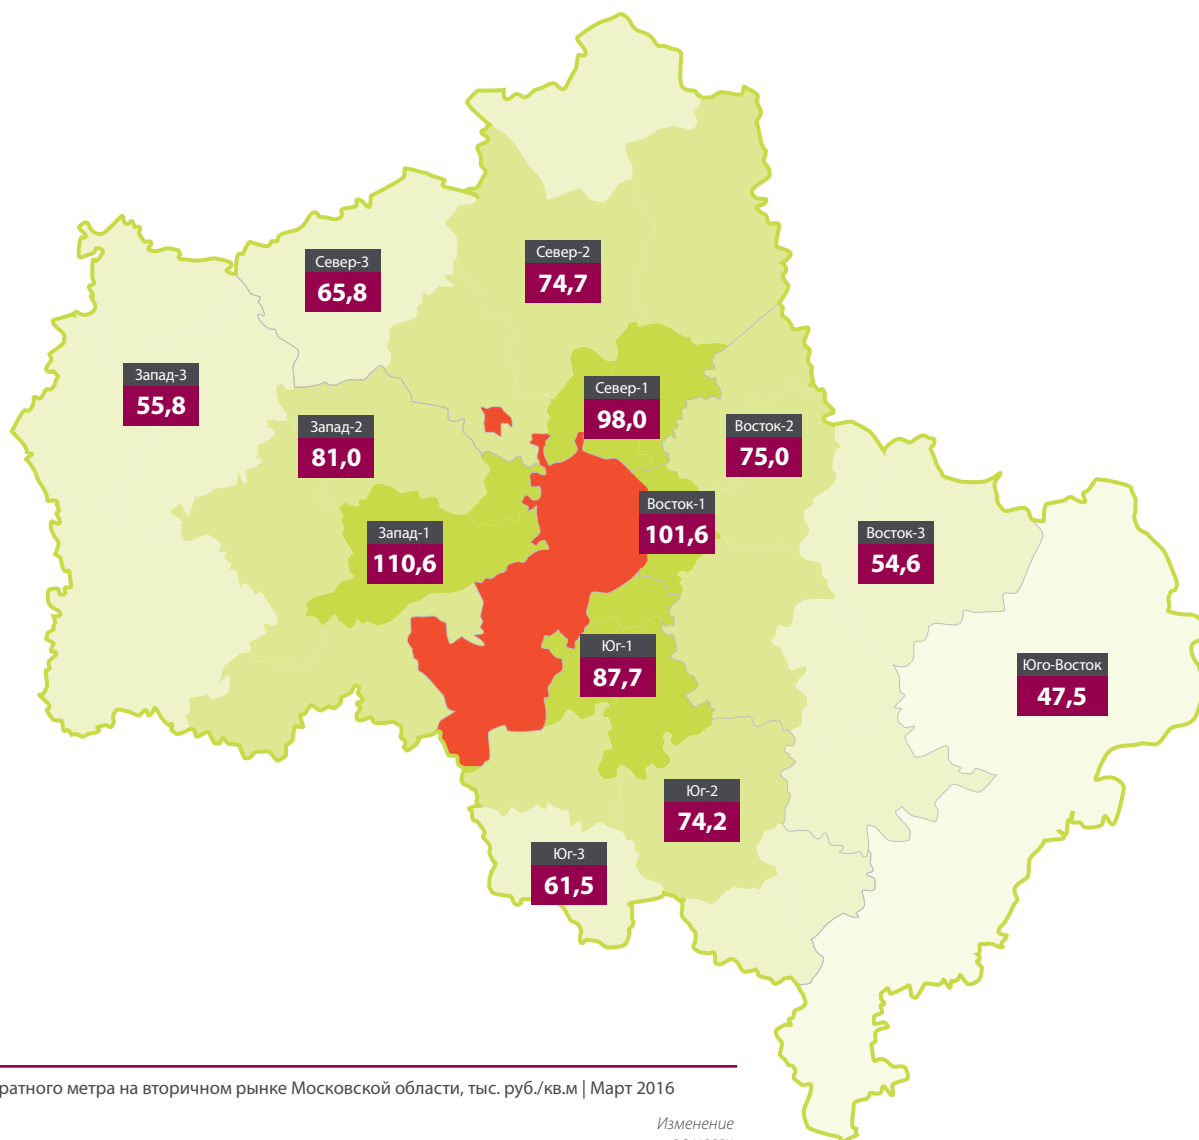 Север-3
65,8
Север-2
74,7
Запад-3
55,8
Север-1
98,0
Запад-2
81,0
Восток-2
75,0
Восток-1
101,6
Запад-1
110,6
Восток-3
54,6
Юг-1
87,7
Юго-Восток
47,5
Юг-2
74,2
Юг-3
61,5
ратного метра на вторичном рынке Московской области, тыс. руб./кв.м | Март 2016
Изменение